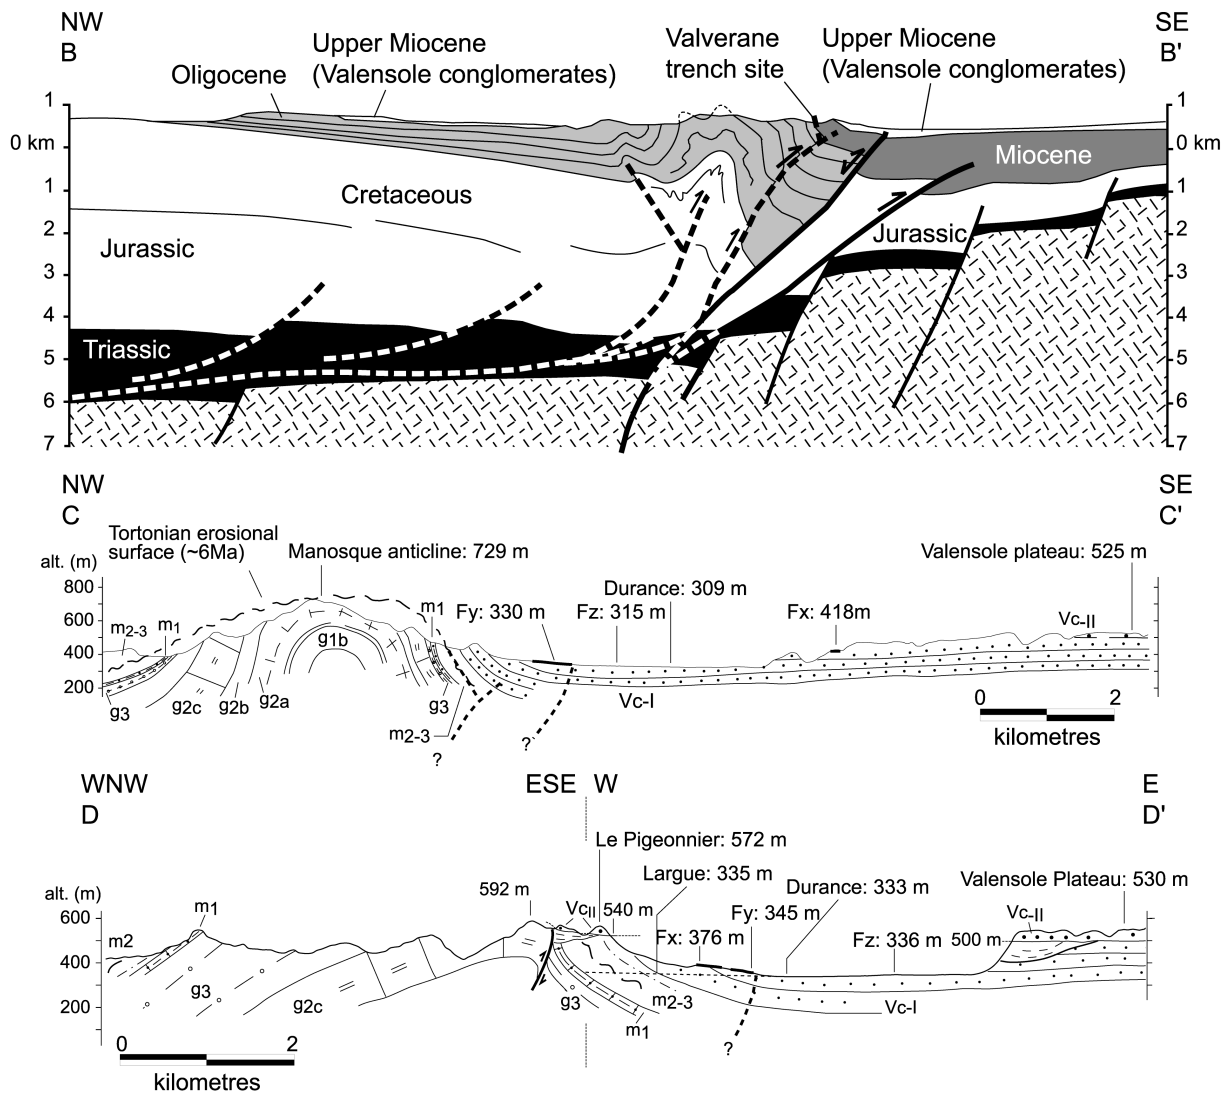 NW
B
SE
B'
Oligocene
Upper Miocene
(Valensole conglomerates)
Valverane
trench site
Upper Miocene
(Valensole conglomerates)
1
0 km
1
2
3
4
5
6
7
1
0 km
1
2
3
4
5
6
7
Cretaceous
Jurassic
Triassic
Miocene
Jurassic
NW
C
SE
C'
Tortonian erosional
surface (~6Ma)
Manosque anticline: 729 m
Valensole plateau: 525 m
alt. (m)
800
600
400
200
Durance: 309 m
Fy: 330 m
Fz: 315 m
Fx: 418m
m2-3
m1
m1
Vc-II
g1b
g3
g2c
g2b
g2a
g3
m2-3
Vc-I
?
?
0 2
kilometres
WNW
D
ESE
W
E
D'
Le Pigeonnier: 572 m
Largue: 335 m
Durance: 333 m
Valensole Plateau: 530 m
alt. (m)
600
400
200
592 m
VcII
540 m
Fy: 345 m
Fx: 376 m
Fz: 336 m
500 m
Vc-II
m1
m2
g3
g2c
g3
m1
m2-3
Vc-I
?
0 2
kilometres